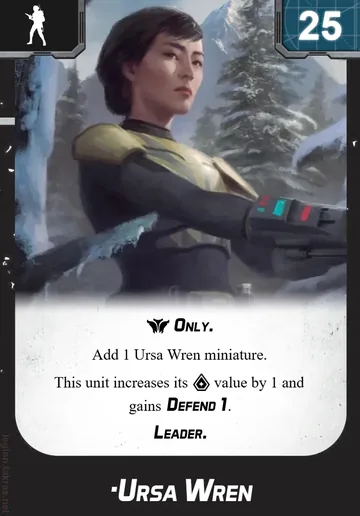 25
Only.
Add 1 Ursa Wren miniature.
This unit increases its value by 1 and
gains Defend 1.
Leader.
•Ursa Wren